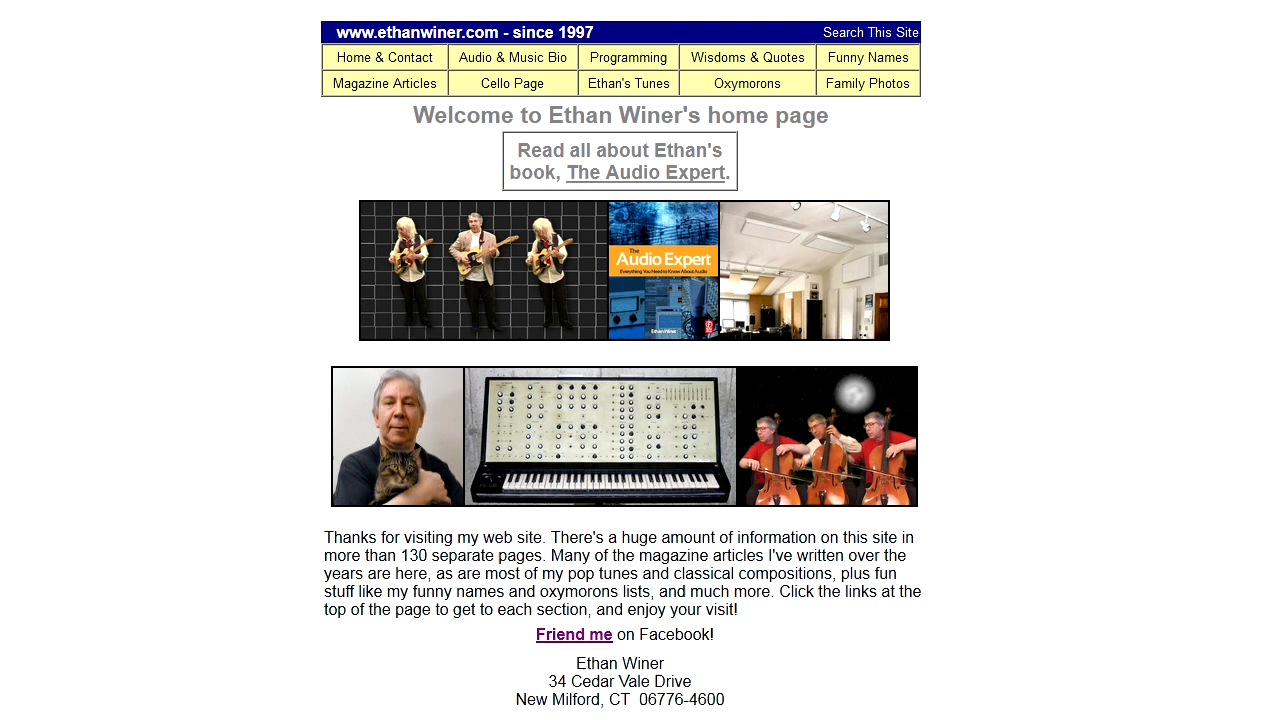 www.ethanwiner.com - since 1997 Search This Site
Home & Contact Audio & Music Bio Programming Wisdoms & Quotes Funny Names
Magazine Articles Cello Page Ethan's Tunes Oxymorons Family Photos
Welcome to Ethan Winer's home page
Read all about Ethan's
book, The Audio Expert.
The
Audio Expert
Everything You Need to Know About Audio
Ethan Winer
Thanks for visiting my web site. There's a huge amount of information on this site in
more than 130 separate pages. Many of the magazine articles I've written over the
years are here, as are most of my pop tunes and classical compositions, plus fun
stuff like my funny names and oxymorons lists, and much more. Click the links at the
top of the page to get to each section, and enjoy your visit!
Friend me on Facebook!
Ethan Winer
34 Cedar Vale Drive
New Milford, CT  06776-4600